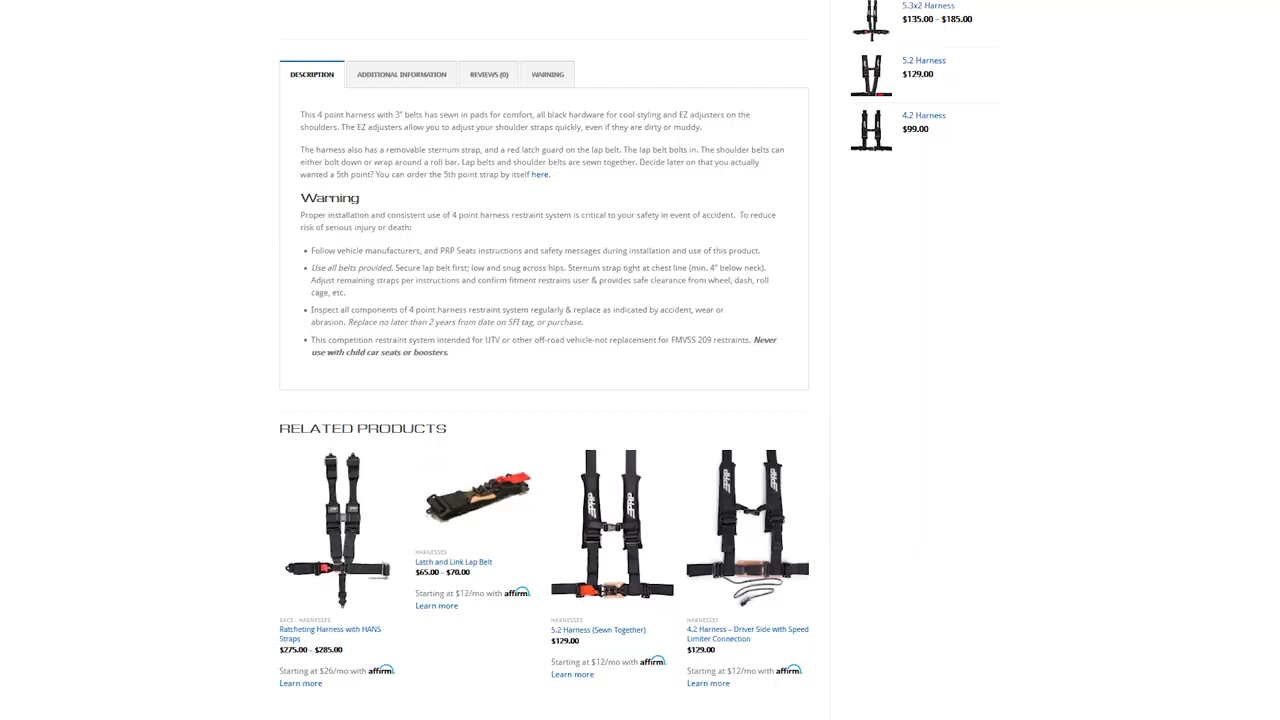 5.3x2 Harness
$135.00 – $185.00
5.2 Harness
$129.00
4.2 Harness
$99.00
DESCRIPTION
ADDITIONAL INFORMATION
REVIEWS (0)
WARNING
This 4 point harness with 3" belts has sewn in pads for comfort, all black hardware for cool styling and EZ adjusters on the
shoulders. The EZ adjusters allow you to adjust your shoulder straps quickly, even if they are dirty or muddy.
The harness also has a removable sternum strap, and a red latch guard on the lap belt. The lap belt bolts in. The shoulder belts can
either bolt down or wrap around a roll bar. Lap belts and shoulder belts are sewn together. Decide later on that you actually
wanted a 5th point? You can order the 5th point strap by itself here.
Warning
Proper installation and consistent use of 4 point harness restraint system is critical to your safety in event of accident. To reduce
risk of serious injury or death:
• Follow vehicle manufacturers, and PRP Seats instructions and safety messages during installation and use of this product.
• Use all belts provided. Secure lap belt first; low and snug across hips. Sternum strap tight at chest line (min. 4" below neck).
Adjust remaining straps per instructions and confirm fitment restrains user & provides safe clearance from wheel, dash, roll
cage, etc.
• Inspect all components of 4 point harness restraint system regularly & replace as indicated by accident, wear or
abrasion. Replace no later than 2 years from date on SFI tag, or purchase.
• This competition restraint system intended for UTV or other off-road vehicle-not replacement for FMVSS 209 restraints. Never
use with child car seats or boosters.
RELATED PRODUCTS
PRP PRP
PRP PRP
RACE - HARNESSES
Ratcheting Harness with HANS
Straps
$275.00 – $285.00
Starting at $26/mo with affirm.
Learn more
HARNESSES
Latch and Link Lap Belt
$65.00 – $70.00
Starting at $12/mo with affirm.
Learn more
HARNESSES
5.2 Harness (Sewn Together)
$129.00
Starting at $12/mo with affirm.
Learn more
HARNESSES
4.2 Harness – Driver Side with Speed
Limiter Connection
$129.00
Starting at $12/mo with affirm.
Learn more